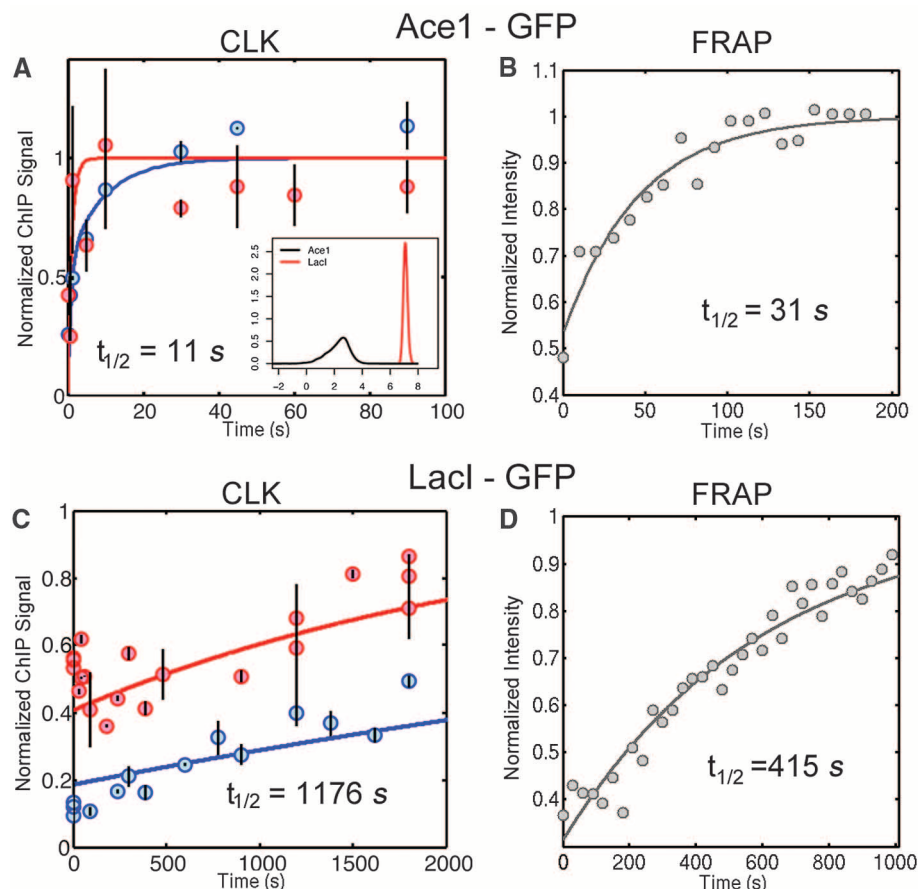 Ace1 - GFP
CLK
FRAP
A
B
Normalized ChIP Signal
1
0.5
0
0 20 40 60 80 100
Time (s)
t1/2 = 11 s
Ace1
LacI
2.5
2.0
1.5
1.0
0.5
0.0
−2 0 2 4 6 8
Normalized Intensity
1.1
1
0.9
0.8
0.7
0.6
0.5
0.4
0 50 100 150 200
Time (s)
t1/2 = 31 s
LacI - GFP
CLK
FRAP
C
D
Normalized ChIP Signal
1
0.8
0.6
0.4
0.2
0
0 500 1000 1500 2000
Time (s)
t1/2 = 1176 s
Normalized Intensity
1
0.9
0.8
0.7
0.6
0.5
0.4
0 200 400 600 800 1000
Time (s)
t1/2 =415 s